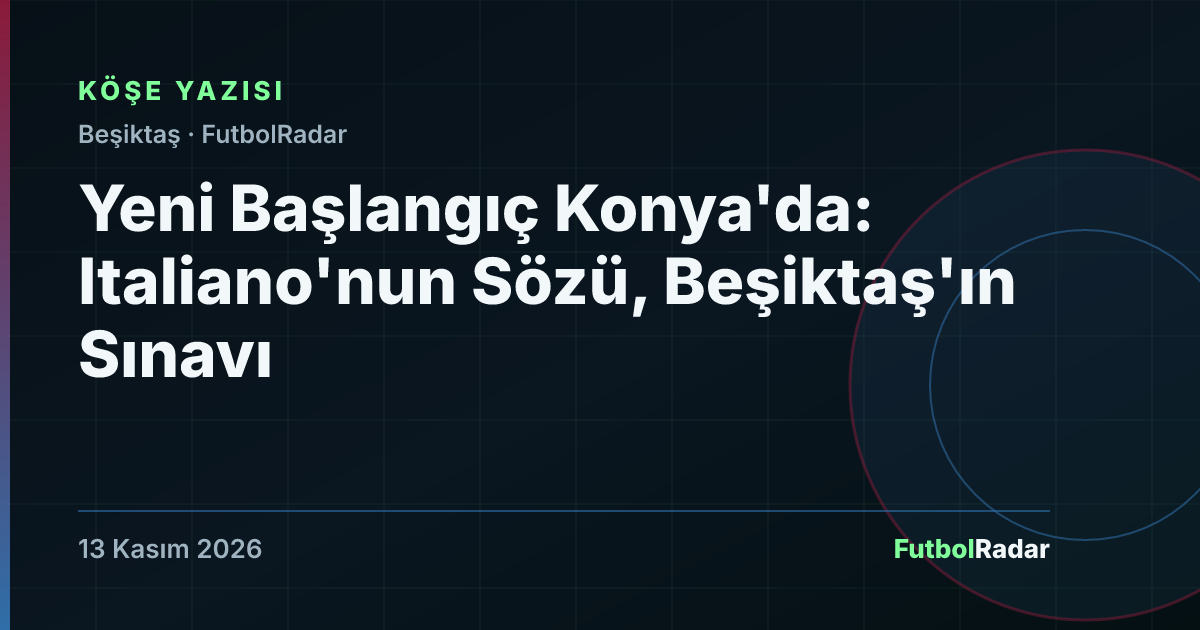 KÖŞE YAZISI
Beşiktaş · FutbolRadar
Yeni Başlangıç Konya'da:
Italiano'nun Sözü, Beşiktaş'ın
Sınavı
13 Kasım 2026
FutbolRadar